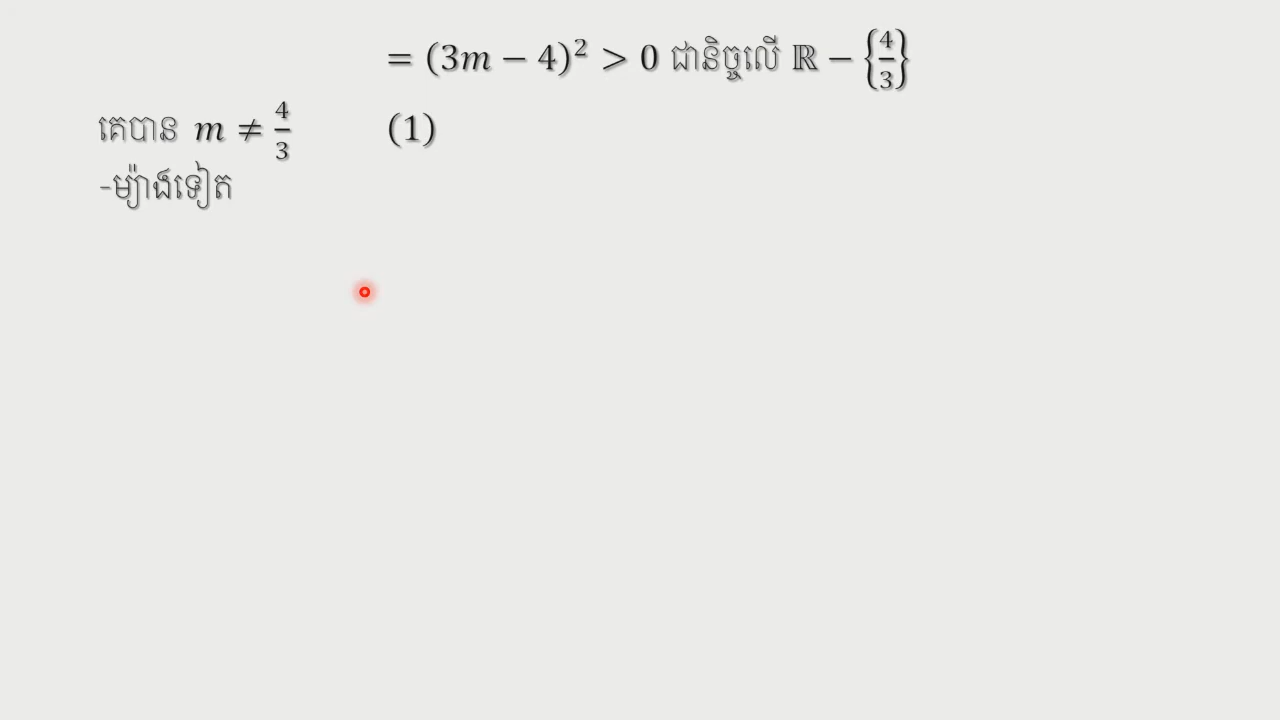 = (3m − 4)² > 0 ជានិច្ចលើ ℝ − {4/3}
គេបាន m ≠ 4/3 (1)
-ម្យ៉ាងទៀត